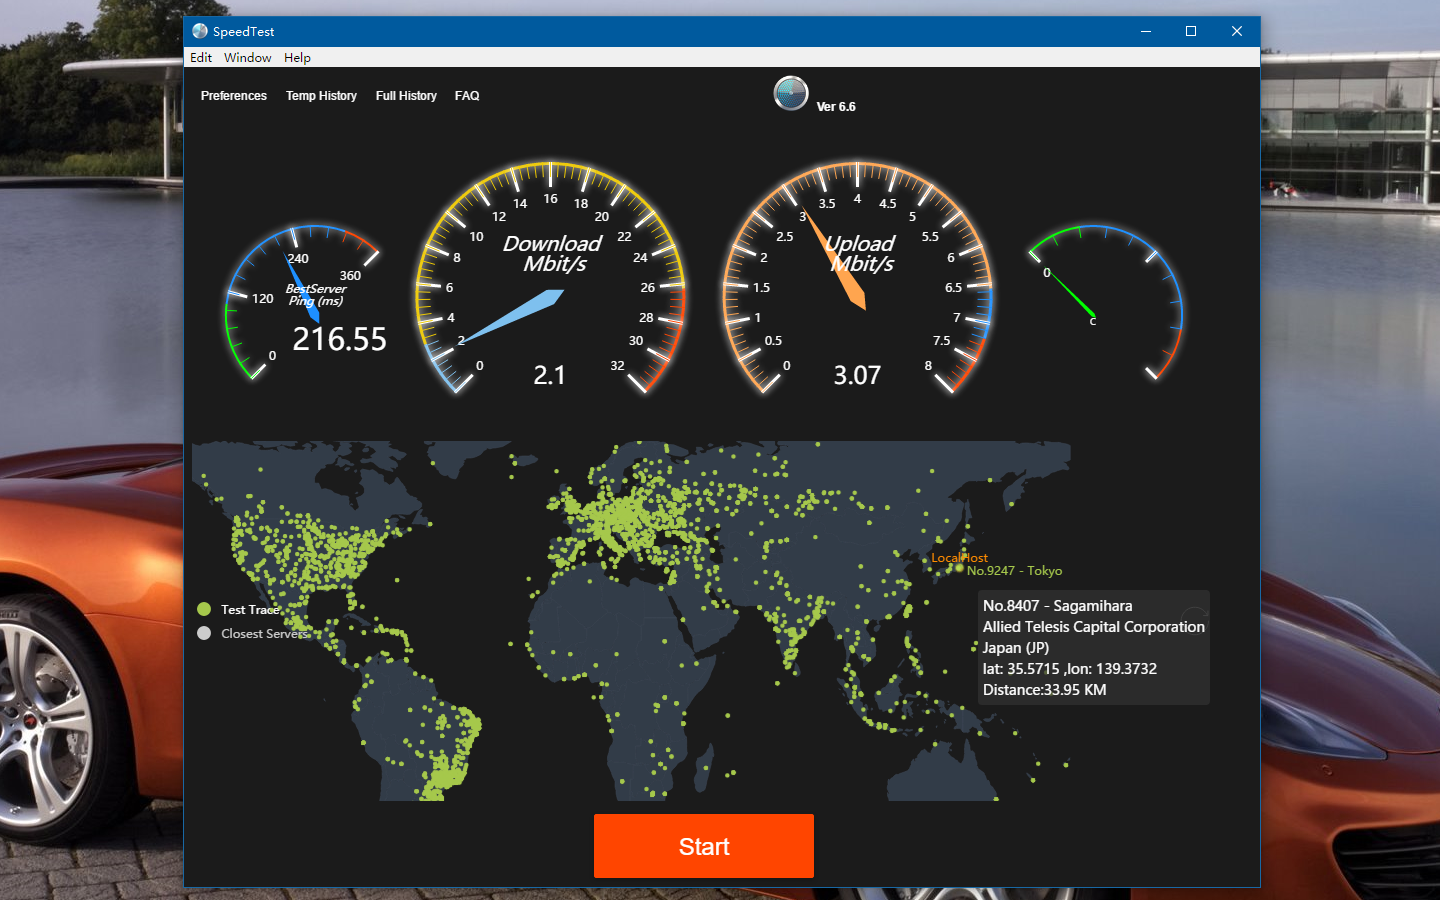 SpeedTest
Edit Window Help
Preferences Temp History Full History FAQ
Ver 6.6
0
120
240
360
BestServer
Ping (ms)
216.55
0
2
4
6
8
10
12
14
16
18
20
22
24
26
28
30
32
Download
Mbit/s
2.1
0
0.5
1
1.5
2
2.5
3
3.5
4
4.5
5
5.5
6
6.5
7
7.5
8
Upload
Mbit/s
3.07
0
C
LocalHost
No.9247 - Tokyo
No.8407 - Sagamihara
Allied Telesis Capital Corporation
Japan (JP)
lat: 35.5715 ,lon: 139.3732
Distance:33.95 KM
Test Trace
Closest Servers
Start